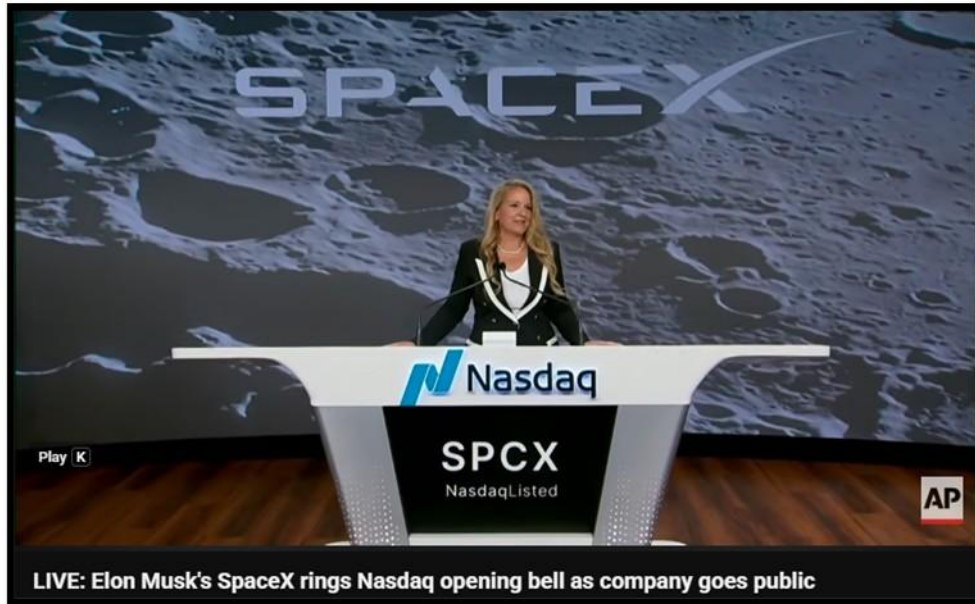 SPACEX
Nasdaq
SPCX
NasdaqListed
Play K
AP
LIVE: Elon Musk's SpaceX rings Nasdaq opening bell as company goes public